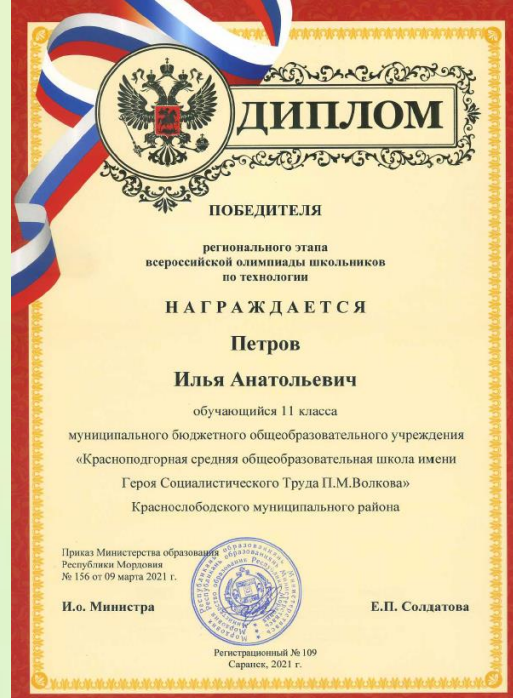 ДИПЛОМ
ПОБЕДИТЕЛЯ
регионального этапа
всероссийской олимпиады школьников
по технологии
НАГРАЖДАЕТСЯ
Петров
Илья Анатольевич
обучающийся 11 класса
муниципального бюджетного общеобразовательного учреждения
«Красноподгорная средняя общеобразовательная школа имени
Героя Социалистического Труда П.М.Волкова»
Краснослободского муниципального района
Приказ Министерства образования
Республики Мордовия
№ 156 от 09 марта 2021 г.
И.о. Министра
Е.П. Солдатова
Регистрационный № 109
Саранск, 2021 г.